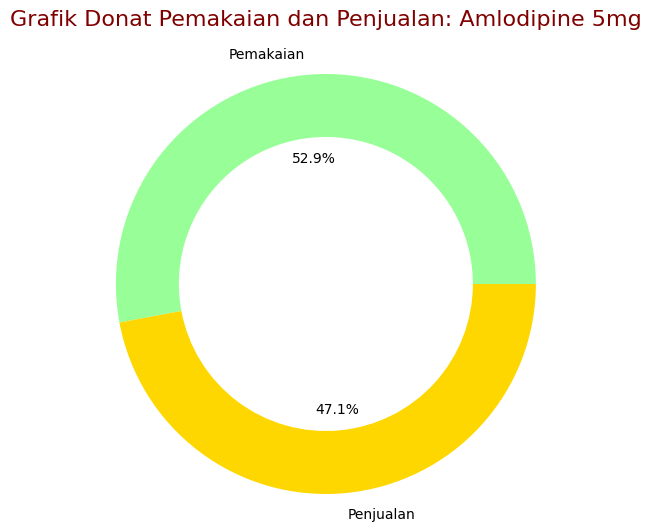 Grafik Donat Pemakaian dan Penjualan: Amlodipine 5mg
Pemakaian
52.9%
47.1%
Penjualan